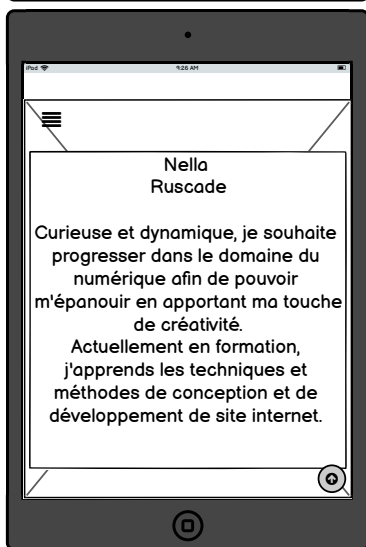 iPad 9:28 AM
Nella
Ruscade
Curieuse et dynamique, je souhaite
progresser dans le domaine du
numérique afin de pouvoir
m'épanouir en apportant ma touche
de créativité.
Actuellement en formation,
j'apprends les techniques et
méthodes de conception et de
développement de site internet.